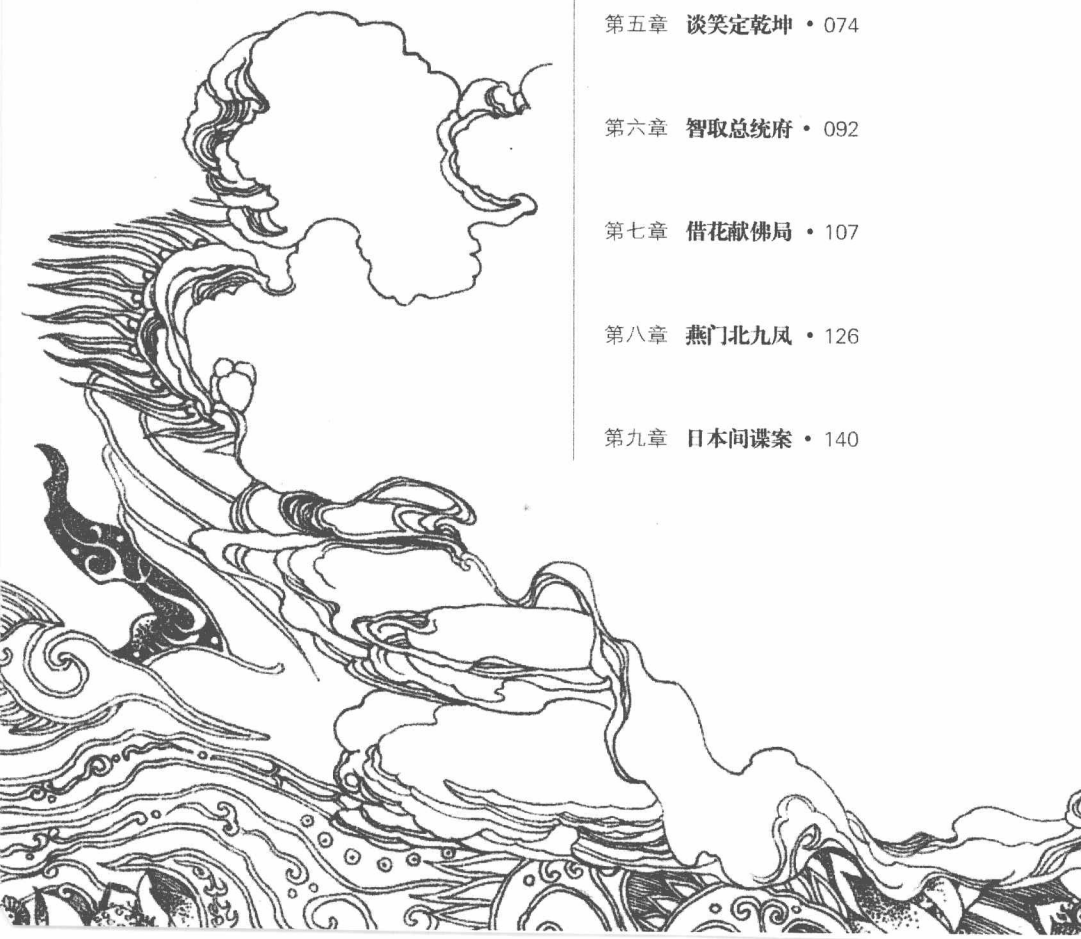 第五章 谈笑定乾坤 • 074
第六章 智取总统府 • 092
第七章 借花献佛局 • 107
第八章 燕门北九凤 • 126
第九章 日本间谍案 • 140